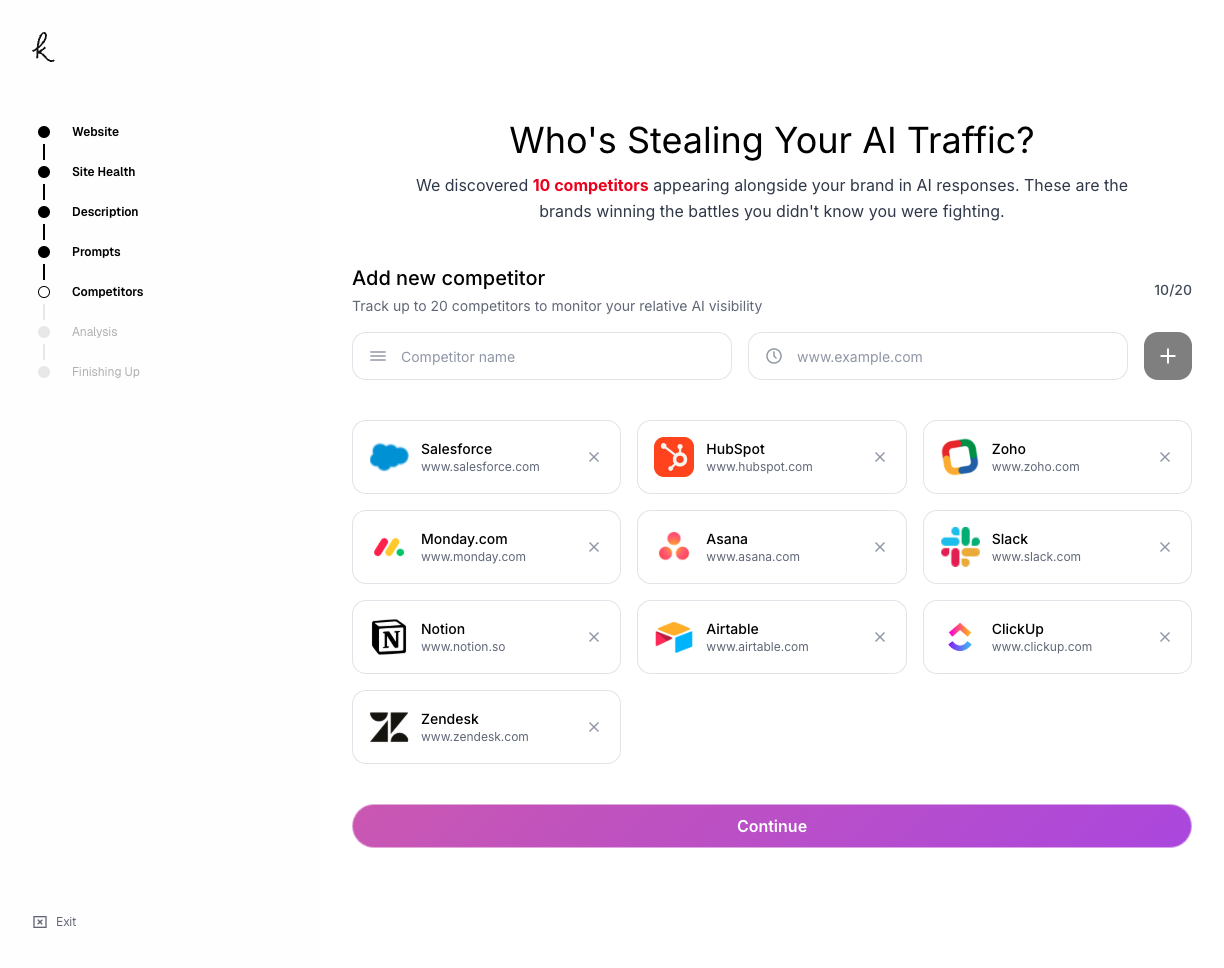 k
Website
Site Health
Description
Prompts
Competitors
Analysis
Finishing Up
Exit
Who's Stealing Your AI Traffic?
We discovered 10 competitors appearing alongside your brand in AI responses. These are the
brands winning the battles you didn't know you were fighting.
Add new competitor
Track up to 20 competitors to monitor your relative AI visibility
10/20
Competitor name
www.example.com
Salesforce
www.salesforce.com
HubSpot
www.hubspot.com
Zoho
www.zoho.com
Monday.com
www.monday.com
Asana
www.asana.com
Slack
www.slack.com
N
Notion
www.notion.so
Airtable
www.airtable.com
ClickUp
www.clickup.com
Zendesk
www.zendesk.com
Continue